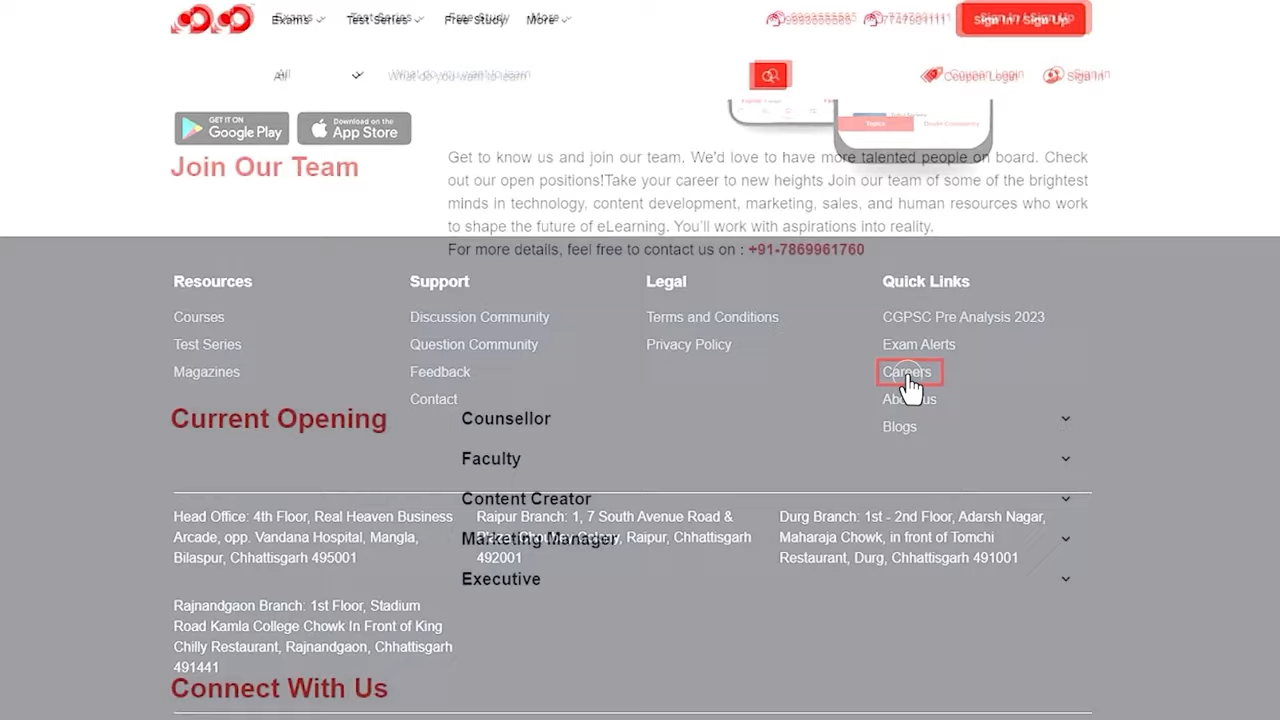 Exams Test Series Free Study More Sign In / Sign Up
All What do you want to learn Coupon Login Sign In
GET IT ON
Google Play
Download on the
App Store
Topics Doubt Community
Join Our Team
Get to know us and join our team. We'd love to have more talented people on board. Check
out our open positions!Take your career to new heights Join our team of some of the brightest
minds in technology, content development, marketing, sales, and human resources who work
to shape the future of eLearning. You'll work with aspirations into reality.
For more details, feel free to contact us on : +91-7869961760
Resources
Courses
Test Series
Magazines
Support
Discussion Community
Question Community
Feedback
Contact
Legal
Terms and Conditions
Privacy Policy
Quick Links
CGPSC Pre Analysis 2023
Exam Alerts
Careers
About us
Blogs
Current Opening
Counsellor
Faculty
Content Creator
Marketing Manager
Executive
Head Office: 4th Floor, Real Heaven Business
Arcade, opp. Vandana Hospital, Mangla,
Bilaspur, Chhattisgarh 495001
Raipur Branch: 1, 7 South Avenue Road &
Raipur, Chhattisgarh
492001
Durg Branch: 1st - 2nd Floor, Adarsh Nagar,
Maharaja Chowk, in front of Tomchi
Restaurant, Durg, Chhattisgarh 491001
Rajnandgaon Branch: 1st Floor, Stadium
Road Kamla College Chowk In Front of King
Chilly Restaurant, Rajnandgaon, Chhattisgarh
491441
Connect With Us